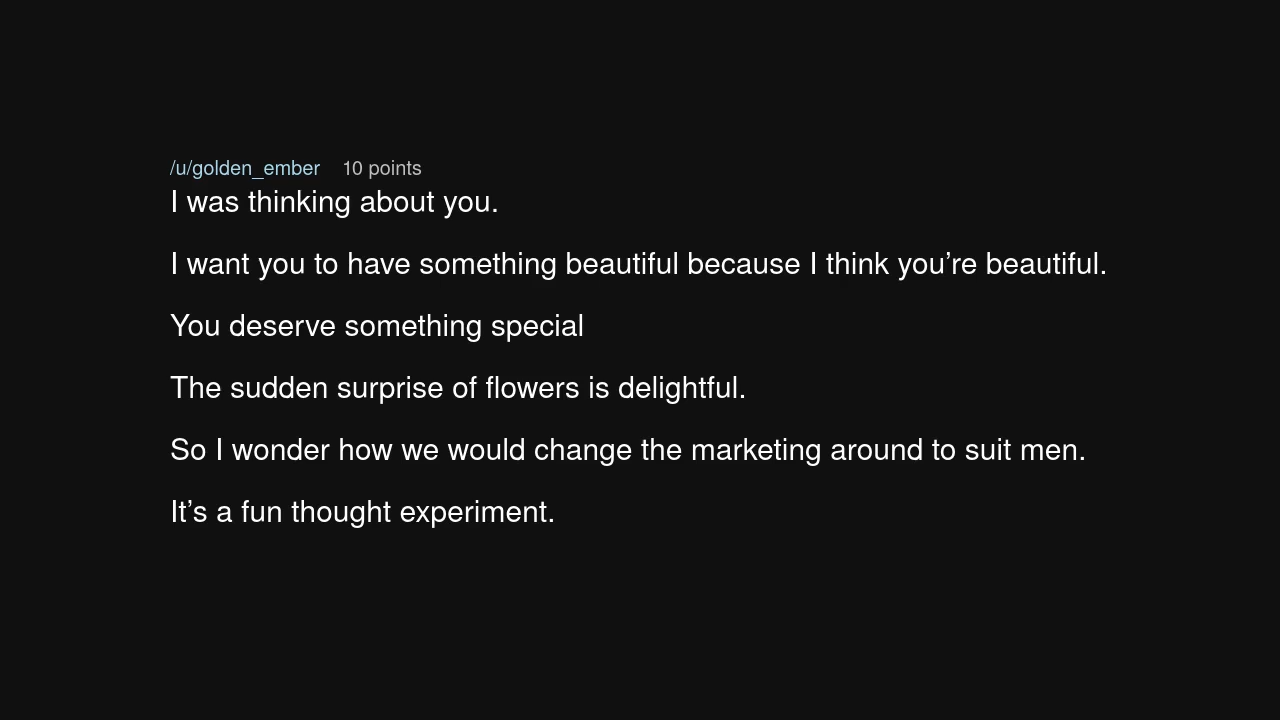 /u/golden_ember 10 points
I was thinking about you.
I want you to have something beautiful because I think you’re beautiful.
You deserve something special
The sudden surprise of flowers is delightful.
So I wonder how we would change the marketing around to suit men.
It’s a fun thought experiment.